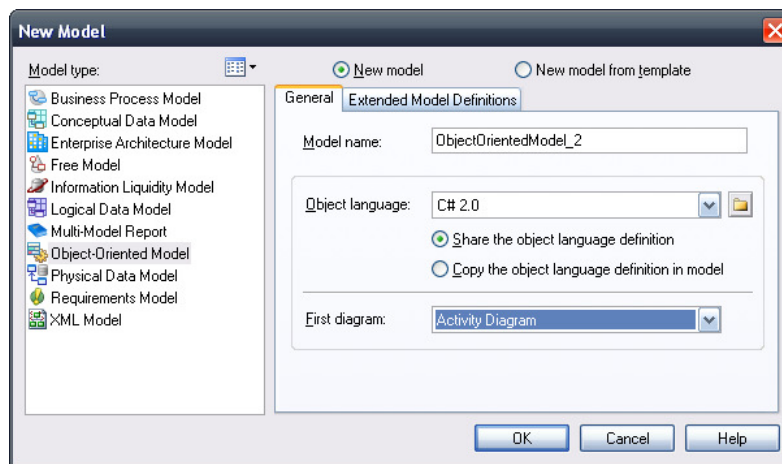 New Model
Model type:
New model
New model from template
Business Process Model
Conceptual Data Model
Enterprise Architecture Model
Free Model
Information Liquidity Model
Logical Data Model
Multi-Model Report
Object-Oriented Model
Physical Data Model
Requirements Model
XML Model
General
Extended Model Definitions
Model name:
ObjectOrientedModel_2
Object language:
C# 2.0
Share the object language definition
Copy the object language definition in model
First diagram:
Activity Diagram
OK
Cancel
Help